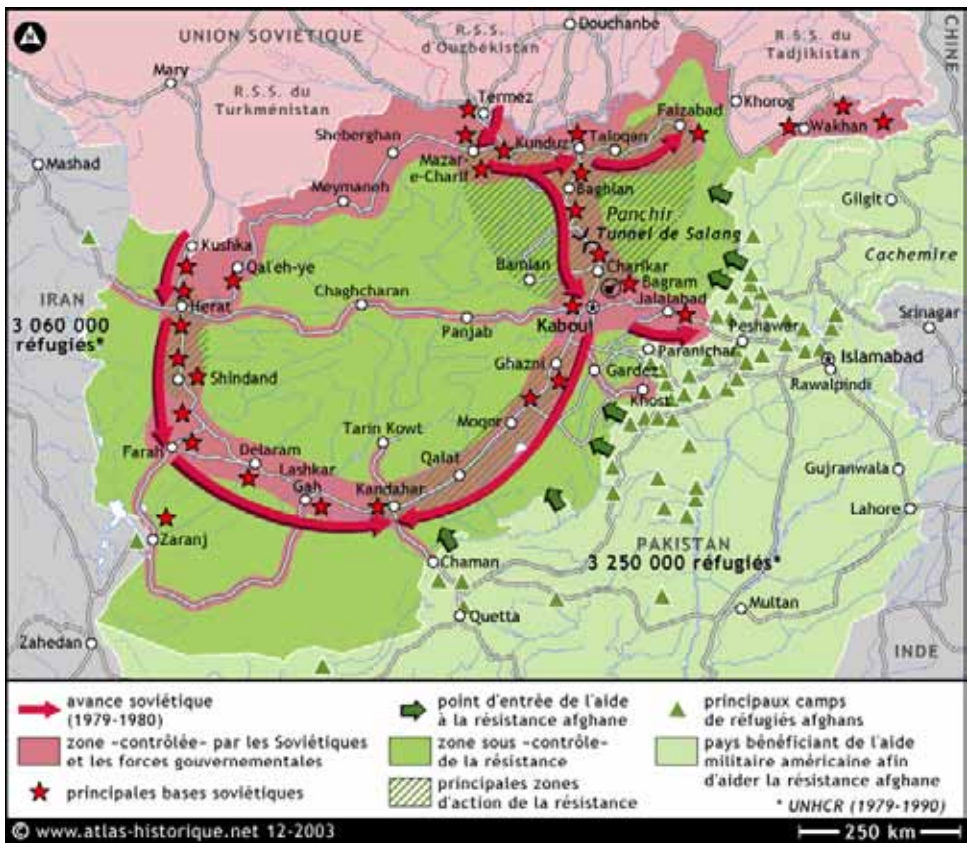 UNION SOVIÉTIQUE
R.S.S.
d'Ouzbékistan
Douchanbe
R.S.S. du
Tadjikistan
CHINE
Mary
R.S.S. du
Turkménistan
Termez
Khorog
Faizabad
Sheberghan
Kunduz
Taloqan
Wakhan
Mashad
Mazar-
e-Charif
Meymaneh
Baghlan
Gilgit
Panchir
Tunnel de Salang
Kushka
Qal'eh-ye
Bamian
Charikar
Cachemire
IRAN
3 060 000
réfugiés*
Herat
Chaghcharan
Bagram
Jalalabad
Srinagar
Panjab
Kaboul
Peshawar
Islamabad
Ghazni
Paranichar
Rawalpindi
Shindand
Gardez
Khost
Moqor
Farah
Delaram
Tarin Kowt
Lashkar
Gah
Qalat
Kandahar
Gujranwala
Lahore
Zaranj
PAKISTAN
3 250 000 réfugiés*
Chaman
Multan
Quetta
Zahedan
INDE
avance soviétique
(1979-1980)
zone «contrôlée» par les Soviétiques
et les forces gouvernementales
principales bases soviétiques
point d'entrée de l'aide
à la résistance afghane
zone sous «contrôle»
de la résistance
principales zones
d'action de la résistance
principaux camps
de réfugiés afghans
pays bénéficiant de l'aide
militaire américaine afin
d'aider la résistance afghane
* UNHCR (1979-1990)
© www.atlas-historique.net 12-2003
250 km